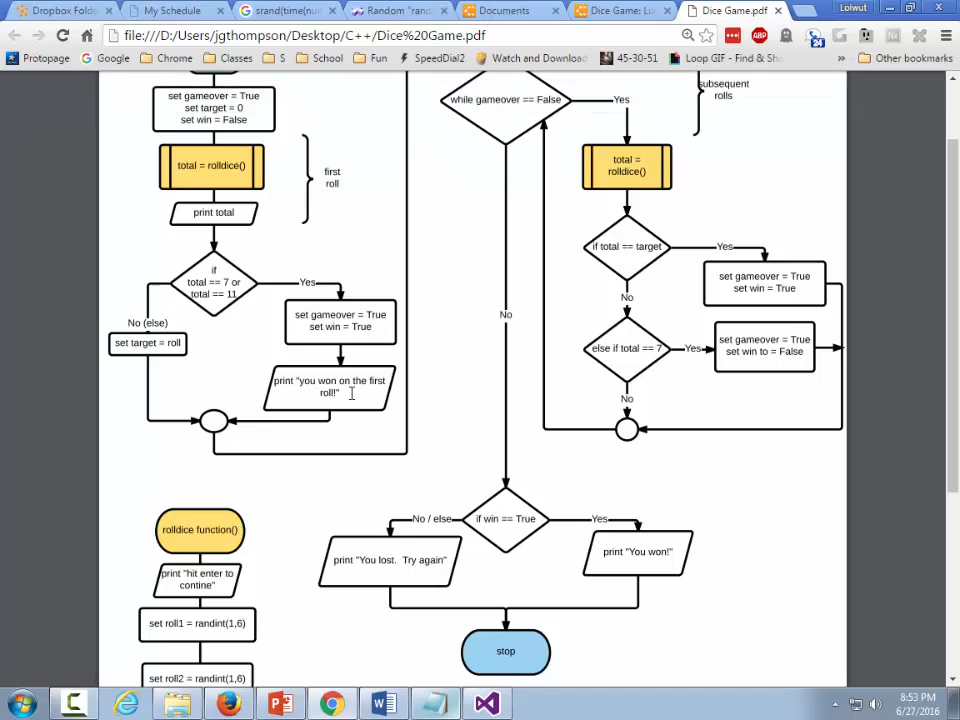 Dropbox Folder
My Schedule
srand(time(nu
Random "ran
Documents
Dice Game: Lu
Dice Game.pdf
Lolwut
file:///D:/Users/jgthompson/Desktop/C++/Dice%20Game.pdf
ABP
24
Protopage
Google
Chrome
Classes
S
School
Fun
SpeedDial2
Watch and Download
45-30-51
Loop GIF - Find & Sha
»
Other bookmarks
set gameover = True
set target = 0
set win = False
total = rolldice()
print total
first
roll
if
total == 7 or
total == 11
Yes
No (else)
set target = roll
set gameover = True
set win = True
print "you won on the first
roll!"
while gameover == False
Yes
subsequent
rolls
total =
rolldice()
if total == target
Yes
set gameover = True
set win = True
No
else if total == 7
Yes
set gameover = True
set win to = False
No
No
if win == True
No / else
Yes
print "You lost.  Try again"
print "You won!"
stop
rolldice function()
print "hit enter to
contine"
set roll1 = randint(1,6)
set roll2 = randint(1,6)
8:53 PM
6/27/2016